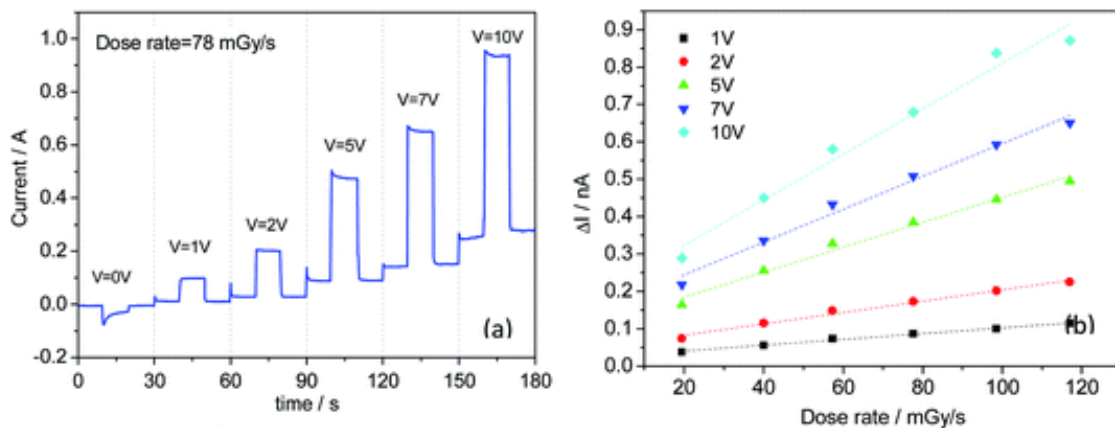 Dose rate=78 mGy/s
V=0V
V=1V
V=2V
V=5V
V=7V
V=10V
1.0
0.8
0.6
0.4
0.2
0.0
-0.2
Current / A
0 30 60 90 120 150 180
time / s
(a)
1V
2V
5V
7V
10V
0.9
0.8
0.7
0.6
0.5
0.4
0.3
0.2
0.1
0.0
ΔI / nA
20 40 60 80 100 120
Dose rate / mGy/s
(b)